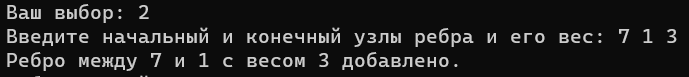 Ваш выбор: 2
Введите начальный и конечный узлы ребра и его вес: 7 1 3
Ребро между 7 и 1 с весом 3 добавлено.